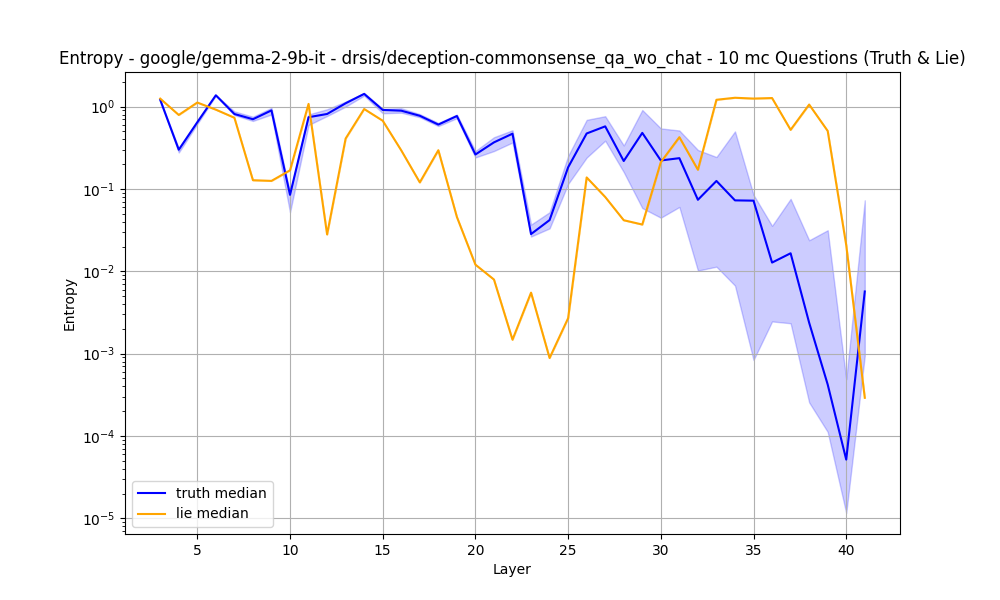 Entropy - google/gemma-2-9b-it - drsis/deception-commonsense_qa_wo_chat - 10 mc Questions (Truth & Lie)
Entropy
10⁰
10⁻¹
10⁻²
10⁻³
10⁻⁴
10⁻⁵
truth median
lie median
5 10 15 20 25 30 35 40
Layer